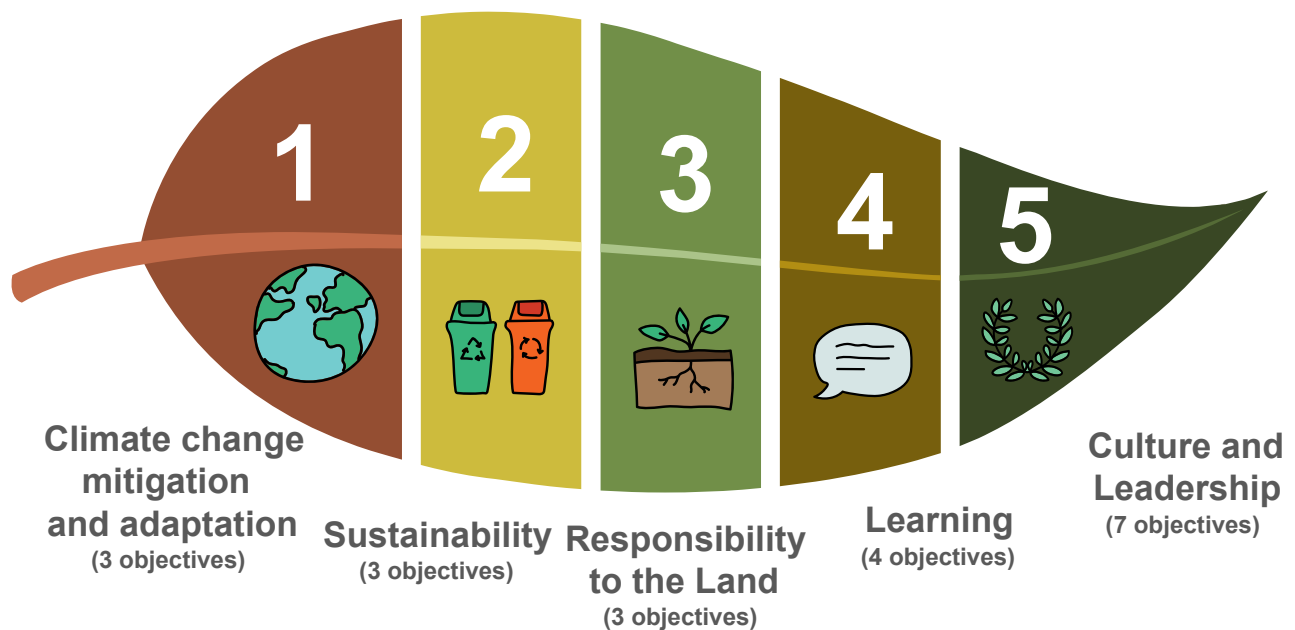 1
2
3
4
5
Climate change
mitigation
and adaptation
(3 objectives)
Sustainability
(3 objectives)
Responsibility
to the Land
(3 objectives)
Learning
(4 objectives)
Culture and
Leadership
(7 objectives)